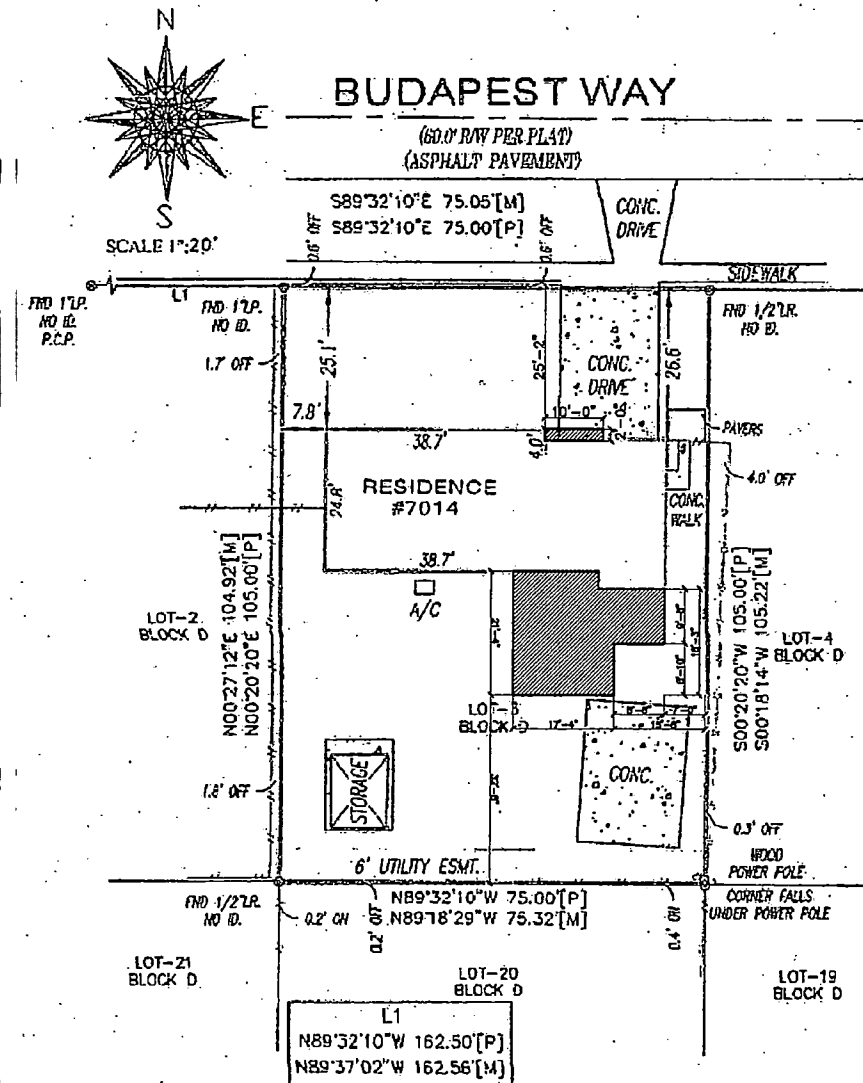 N
E
S
SCALE 1":20'
BUDAPEST WAY
(60.0' R/W PER PLAT)
(ASPHALT PAVEMENT)
S89°32'10"E 75.05'[M]
S89°32'10"E 75.00'[P]
0.6' OFF
0.6' OFF
CONC.
DRIVE
SIDEWALK
L1
FND 1"I.P.
NO ID.
P.C.P.
FND 1"I.P.
NO ID.
FND 1/2"I.R.
NO ID.
1.7' OFF
25.1'
25'-2"
CONC.
DRIVE
26.6'
7.8'
38.7'
10'-0"
4.0'
2'-0"
PAVERS
4.0' OFF
RESIDENCE
#7014
24.8'
CONC.
WALK
38.7'
A/C
LOT-2
BLOCK D
N00°27'12"E 104.92'[M]
N00°20'20"E 105.00'[P]
S00°20'20"W 105.00'[P]
S00°18'14"W 105.22'[M]
LOT-4
BLOCK D
LOT-3
BLOCK D
17'-4"
STORAGE
CONC.
1.8' OFF
0.3' OFF
6' UTILITY ESMT.
WOOD
POWER POLE
CORNER FALLS
UNDER POWER POLE
FND 1/2"I.R.
NO ID.
0.2' ON
0.2' OFF
N89°32'10"W 75.00'[P]
N89°18'29"W 75.32'[M]
0.4' ON
LOT-21
BLOCK D
LOT-20
BLOCK D
LOT-19
BLOCK D
L1
N89°32'10"W 162.50'[P]
N89°37'02"W 162.56'[M]